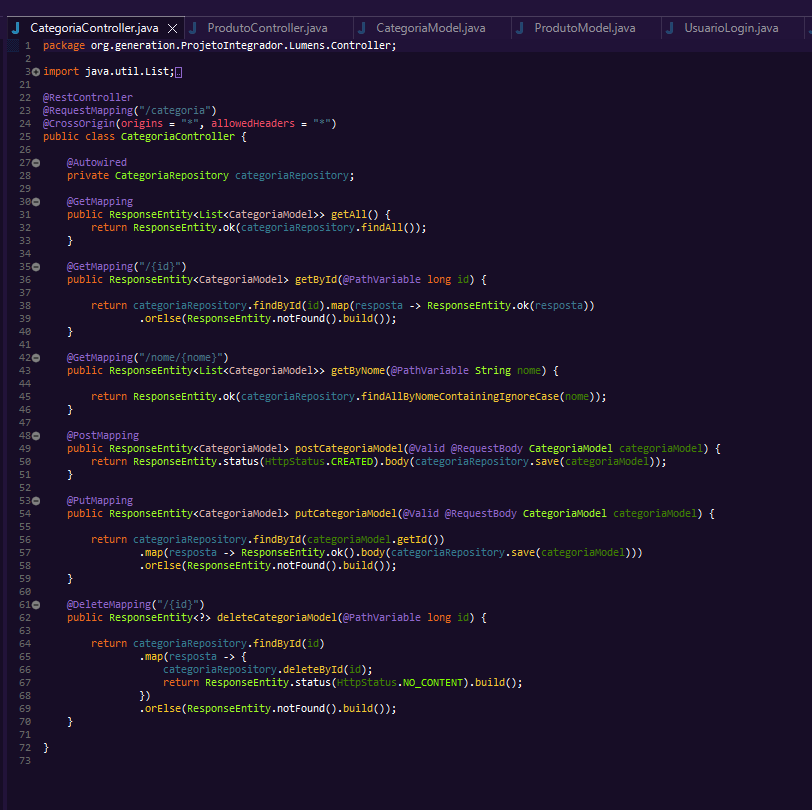 CategoriaController.java
ProdutoController.java
CategoriaModel.java
ProdutoModel.java
UsuarioLogin.java
1 package org.generation.ProjetoIntegrador.Lumens.Controller;
2
3 import java.util.List;
21
22 @RestController
23 @RequestMapping("/categoria")
24 @CrossOrigin(origins = "*", allowedHeaders = "*")
25 public class CategoriaController {
26
27 @Autowired
28 private CategoriaRepository categoriaRepository;
29
30 @GetMapping
31 public ResponseEntity<List<CategoriaModel>> getAll() {
32 return ResponseEntity.ok(categoriaRepository.findAll());
33 }
34
35 @GetMapping("/{id}")
36 public ResponseEntity<CategoriaModel> getById(@PathVariable long id) {
37
38 return categoriaRepository.findById(id).map(resposta -> ResponseEntity.ok(resposta))
39 .orElse(ResponseEntity.notFound().build());
40 }
41
42 @GetMapping("/nome/{nome}")
43 public ResponseEntity<List<CategoriaModel>> getByNome(@PathVariable String nome) {
44
45 return ResponseEntity.ok(categoriaRepository.findAllByNomeContainingIgnoreCase(nome));
46 }
47
48 @PostMapping
49 public ResponseEntity<CategoriaModel> postCategoriaModel(@Valid @RequestBody CategoriaModel categoriaModel) {
50 return ResponseEntity.status(HttpStatus.CREATED).body(categoriaRepository.save(categoriaModel));
51 }
52
53 @PutMapping
54 public ResponseEntity<CategoriaModel> putCategoriaModel(@Valid @RequestBody CategoriaModel categoriaModel) {
55
56 return categoriaRepository.findById(categoriaModel.getId())
57 .map(resposta -> ResponseEntity.ok().body(categoriaRepository.save(categoriaModel)))
58 .orElse(ResponseEntity.notFound().build());
59 }
60
61 @DeleteMapping("/{id}")
62 public ResponseEntity<?> deleteCategoriaModel(@PathVariable long id) {
63
64 return categoriaRepository.findById(id)
65 .map(resposta -> {
66 categoriaRepository.deleteById(id);
67 return ResponseEntity.status(HttpStatus.NO_CONTENT).build();
68 })
69 .orElse(ResponseEntity.notFound().build());
70 }
71
72 }
73